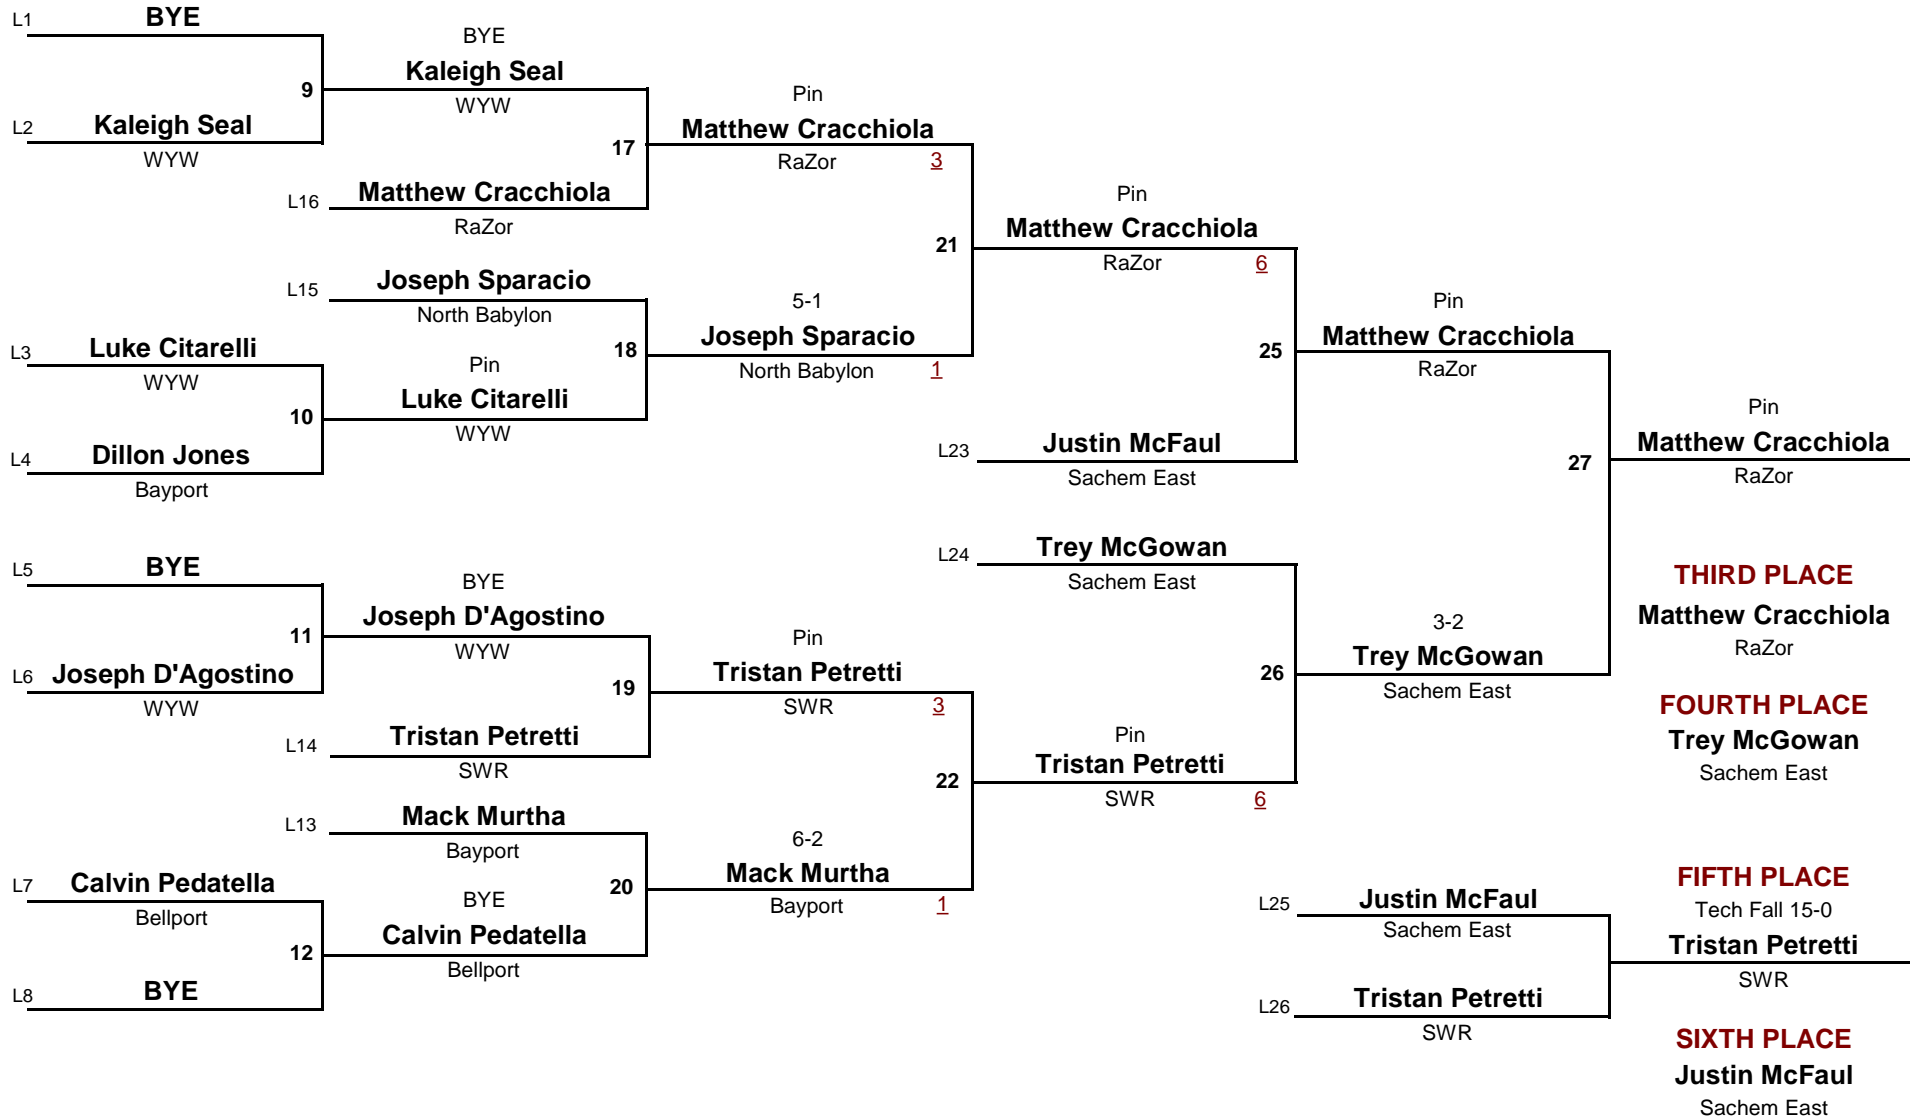 L1 BYE
BYE
Kaleigh Seal
9
WYW
L2 Kaleigh Seal
WYW
Pin
Matthew Cracchiola
17
RaZor 3
L16 Matthew Cracchiola
RaZor
Pin
Matthew Cracchiola
21
RaZor 6
L15 Joseph Sparacio
North Babylon
5-1
Joseph Sparacio
18
North Babylon 1
L3 Luke Citarelli
WYW
Pin
Luke Citarelli
10
WYW
L4 Dillon Jones
Bayport
Pin
Matthew Cracchiola
25
RaZor
L23 Justin McFaul
Sachem East
Pin
Matthew Cracchiola
27
RaZor
L24 Trey McGowan
Sachem East
THIRD PLACE
Matthew Cracchiola
RaZor
L5 BYE
BYE
Joseph D'Agostino
11
WYW
L6 Joseph D'Agostino
WYW
Pin
Tristan Petretti
19
SWR 3
3-2
Trey McGowan
26
Sachem East
FOURTH PLACE
Trey McGowan
Sachem East
L14 Tristan Petretti
SWR
Pin
Tristan Petretti
22
SWR 6
L13 Mack Murtha
Bayport
6-2
Mack Murtha
20
Bayport 1
L7 Calvin Pedatella
Bellport
BYE
Calvin Pedatella
12
Bellport
L8 BYE
L25 Justin McFaul
Sachem East
FIFTH PLACE
Tech Fall 15-0
Tristan Petretti
SWR
L26 Tristan Petretti
SWR
SIXTH PLACE
Justin McFaul
Sachem East